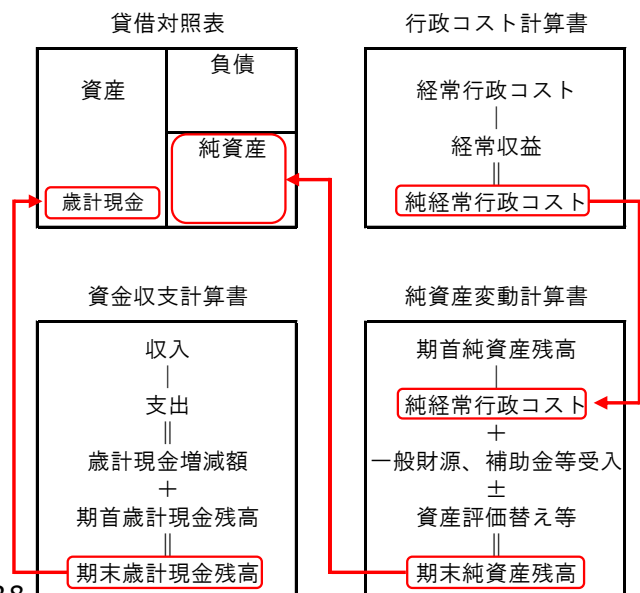 貸借対照表
資産
負債
純資産
歳計現金
行政コスト計算書
経常行政コスト
｜
経常収益
||
純経常行政コスト
資金収支計算書
収入
｜
支出
||
歳計現金増減額
＋
期首歳計現金残高
||
期末歳計現金残高
純資産変動計算書
期首純資産残高
｜
純経常行政コスト
＋
一般財源、補助金等受入
±
資産評価替え等
||
期末純資産残高